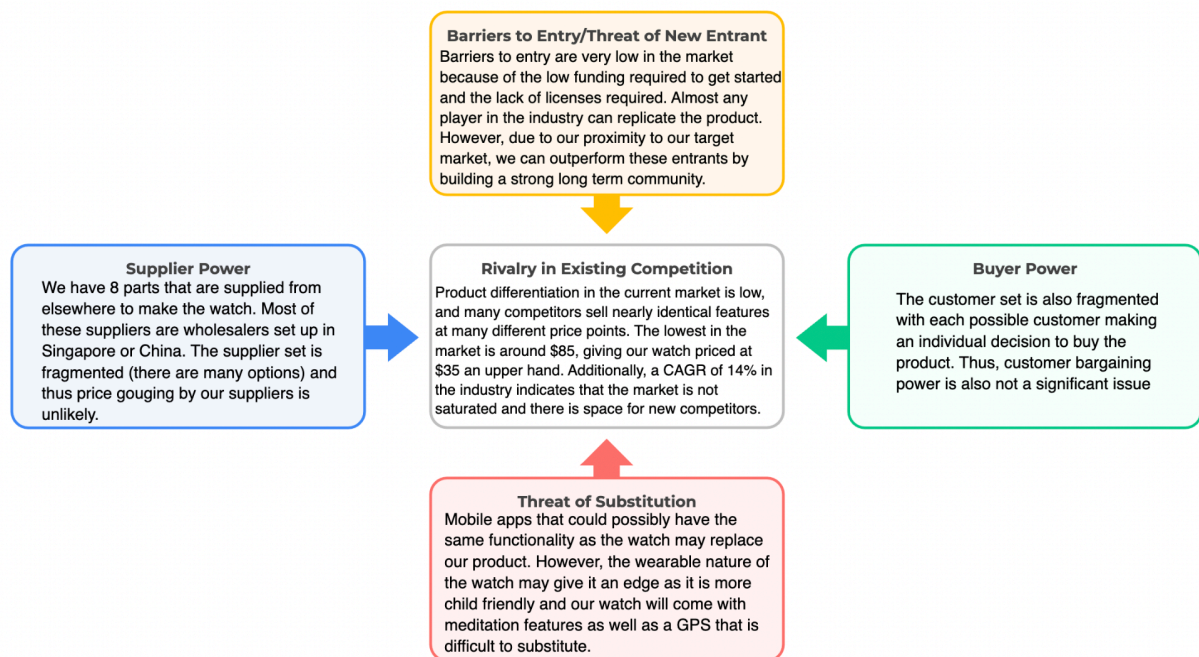 Barriers to Entry/Threat of New Entrant
Barriers to entry are very low in the market
because of the low funding required to get started
and the lack of licenses required. Almost any
player in the industry can replicate the product.
However, due to our proximity to our target
market, we can outperform these entrants by
building a strong long term community.
Supplier Power
We have 8 parts that are supplied from
elsewhere to make the watch. Most of
these suppliers are wholesalers set up in
Singapore or China. The supplier set is
fragmented (there are many options) and
thus price gouging by our suppliers is
unlikely.
Rivalry in Existing Competition
Product differentiation in the current market is low,
and many competitors sell nearly identical features
at many different price points. The lowest in the
market is around $85, giving our watch priced at
$35 an upper hand. Additionally, a CAGR of 14% in
the industry indicates that the market is not
saturated and there is space for new competitors.
Buyer Power
The customer set is also fragmented
with each possible customer making
an individual decision to buy the
product. Thus, customer bargaining
power is also not a significant issue
Threat of Substitution
Mobile apps that could possibly have the
same functionality as the watch may replace
our product. However, the wearable nature of
the watch may give it an edge as it is more
child friendly and our watch will come with
meditation features as well as a GPS that is
difficult to substitute.